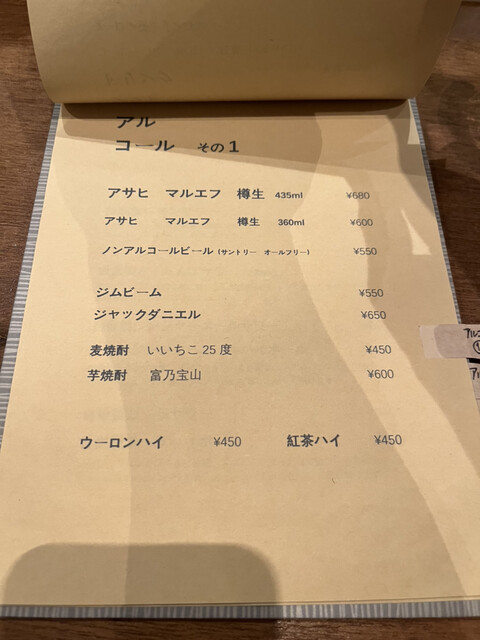 アル
コール その１
アサヒ マルエフ 樽生 435ml ¥680
アサヒ マルエフ 樽生 360ml ¥600
ノンアルコールビール (サントリー オールフリー) ¥550
ジムビーム ¥550
ジャックダニエル ¥650
麦焼酎 いいちこ 25 度 ¥450
芋焼酎 富乃宝山 ¥600
ウーロンハイ ¥450 紅茶ハイ ¥450